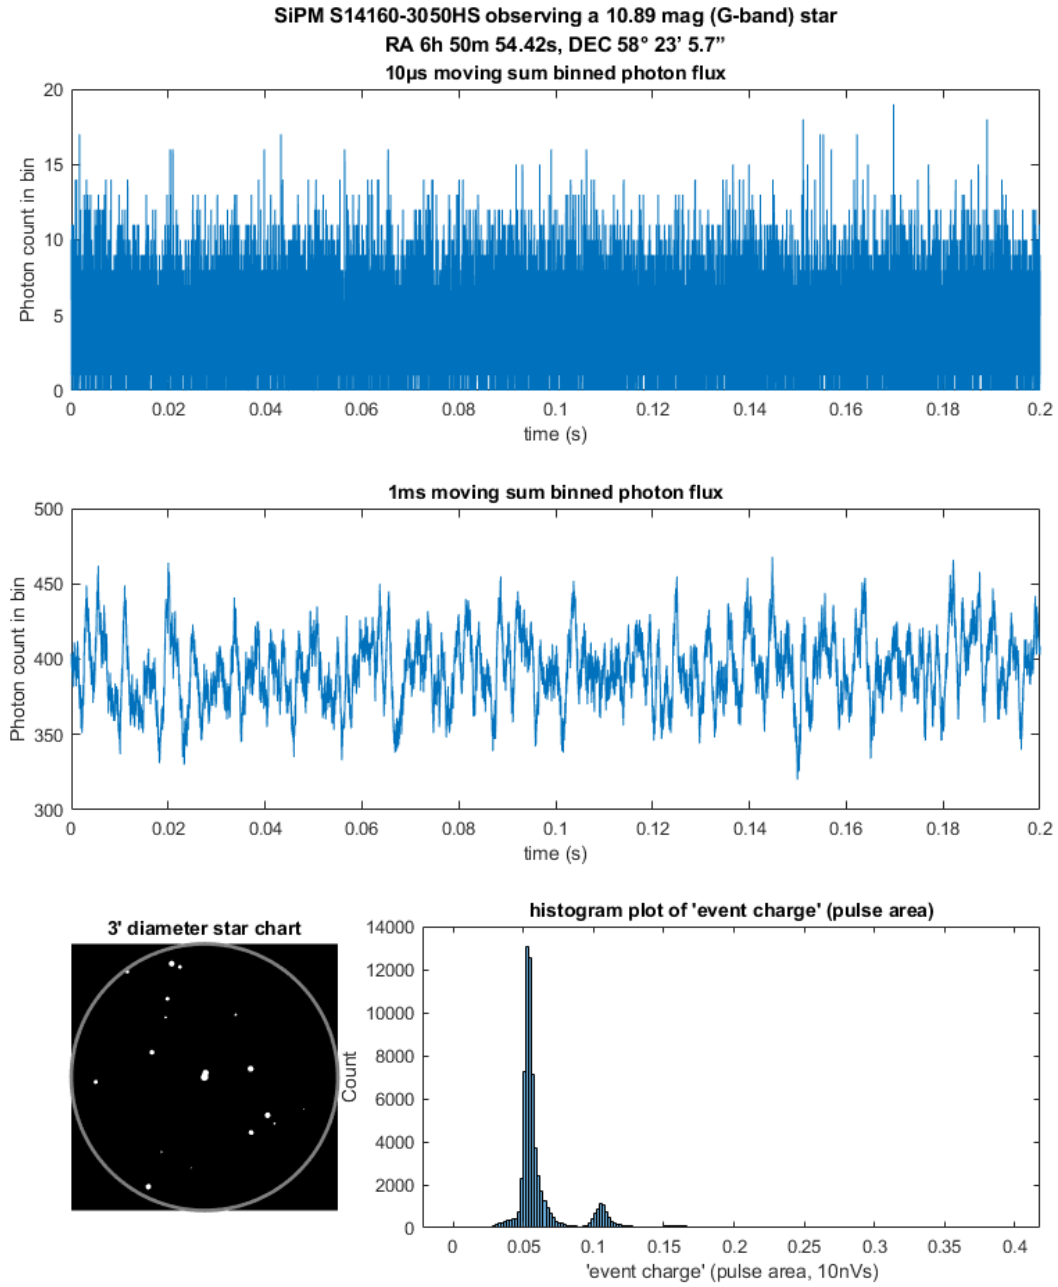 SiPM S14160-3050HS observing a 10.89 mag (G-band) star
RA 6h 50m 54.42s, DEC 58° 23’ 5.7”
10µs moving sum binned photon flux
20
15
10
5
0
Photon count in bin
0 0.02 0.04 0.06 0.08 0.1 0.12 0.14 0.16 0.18 0.2
time (s)
1ms moving sum binned photon flux
500
450
400
350
300
Photon count in bin
0 0.02 0.04 0.06 0.08 0.1 0.12 0.14 0.16 0.18 0.2
time (s)
3' diameter star chart
histogram plot of 'event charge' (pulse area)
14000
12000
10000
8000
6000
4000
2000
0
Count
0 0.05 0.1 0.15 0.2 0.25 0.3 0.35 0.4
'event charge' (pulse area, 10nVs)